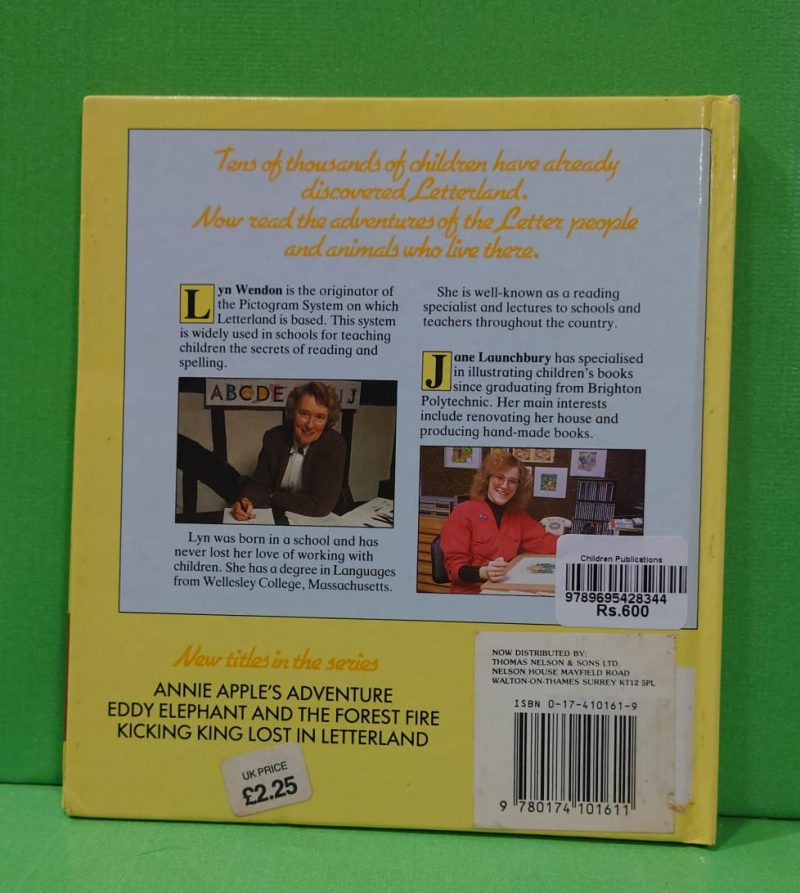 Tens of thousands of children have already
discovered Letterland.
Now read the adventures of the Letter people
and animals who live there.
Lyn Wendon is the originator of
the Pictogram System on which
Letterland is based. This system
is widely used in schools for teaching
children the secrets of reading and
spelling.
ABCDE IJ
Lyn was born in a school and has
never lost her love of working with
children. She has a degree in Languages
from Wellesley College, Massachusetts.
She is well-known as a reading
specialist and lectures to schools and
teachers throughout the country.
Jane Launchbury has specialised
in illustrating children's books
since graduating from Brighton
Polytechnic. Her main interests
include renovating her house and
producing hand-made books.
Children Publications
9789695428344
Rs.600
New titles in the series
ANNIE APPLE'S ADVENTURE
EDDY ELEPHANT AND THE FOREST FIRE
KICKING KING LOST IN LETTERLAND
UK PRICE
£2.25
NOW DISTRIBUTED BY:
THOMAS NELSON & SONS LTD.
NELSON HOUSE MAYFIELD ROAD
WALTON-ON-THAMES SURREY KT12 5PL
ISBN 0-17-410161-9
9 780174 101611